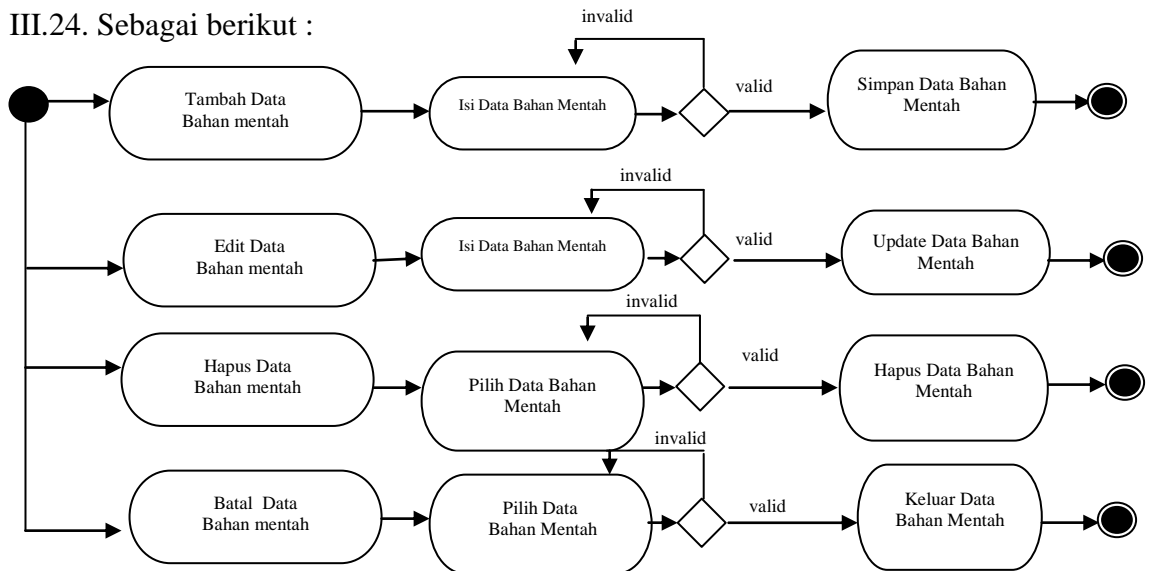 III.24. Sebagai berikut :
invalid
Tambah Data
Bahan mentah
Isi Data Bahan Mentah
valid
Simpan Data Bahan
Mentah
invalid
Edit Data
Bahan mentah
Isi Data Bahan Mentah
valid
Update Data Bahan
Mentah
invalid
Hapus Data
Bahan mentah
Pilih Data Bahan
Mentah
valid
Hapus Data Bahan
Mentah
invalid
Batal Data
Bahan mentah
Pilih Data
Bahan Mentah
valid
Keluar Data
Bahan Mentah